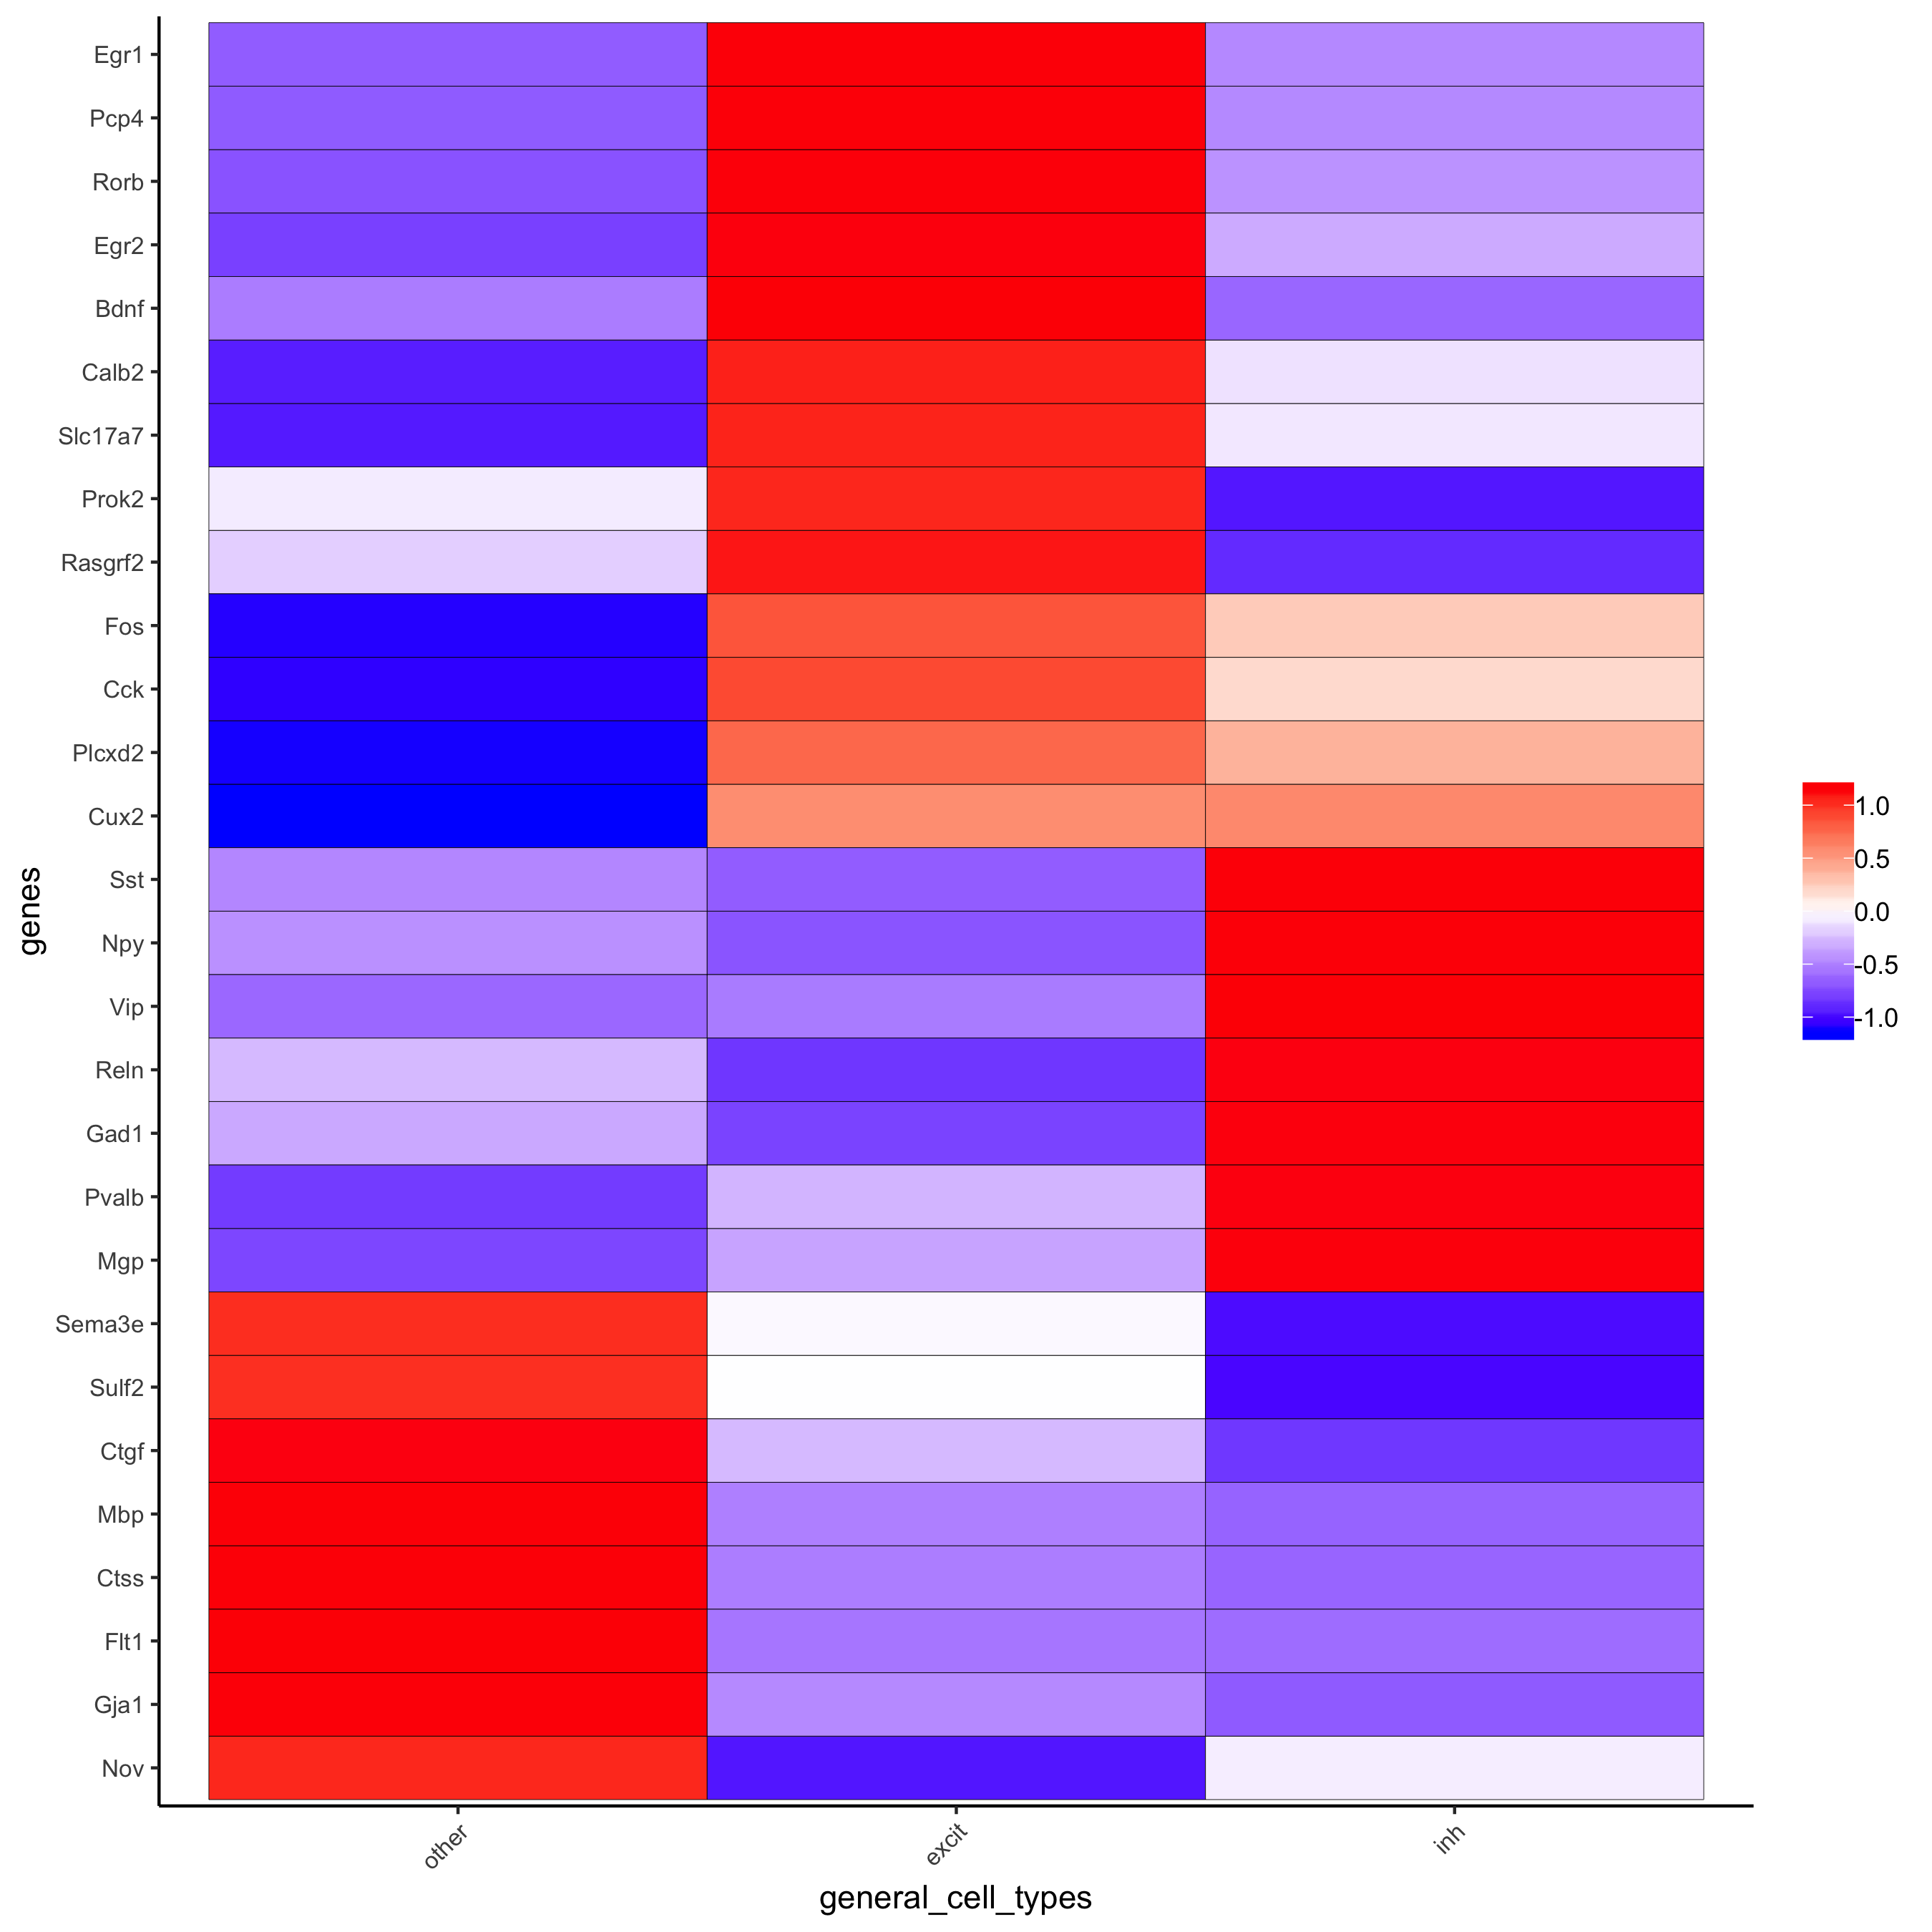 Egr1
Pcp4
Rorb
Egr2
Bdnf
Calb2
Slc17a7
Prok2
Rasgrf2
Fos
Cck
Plcxd2
Cux2
Sst
Npy
Vip
Reln
Gad1
Pvalb
Mgp
Sema3e
Sulf2
Ctgf
Mbp
Ctss
Flt1
Gja1
Nov
genes
other
excit
inh
general_cell_types
1.0
0.5
0.0
-0.5
-1.0